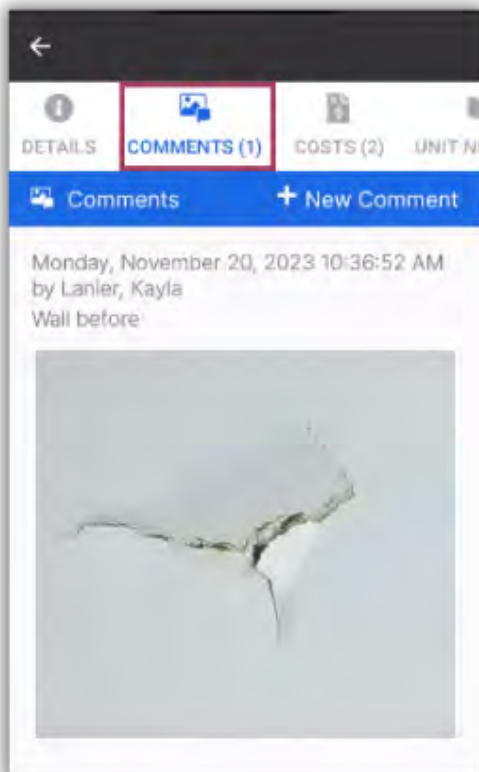 DETAILS
COMMENTS (1)
COSTS (2)
UNIT
Comments
+ New Comment
Monday, November 20, 2023 10:36:52 AM
by Lanier, Kayla
Wall before